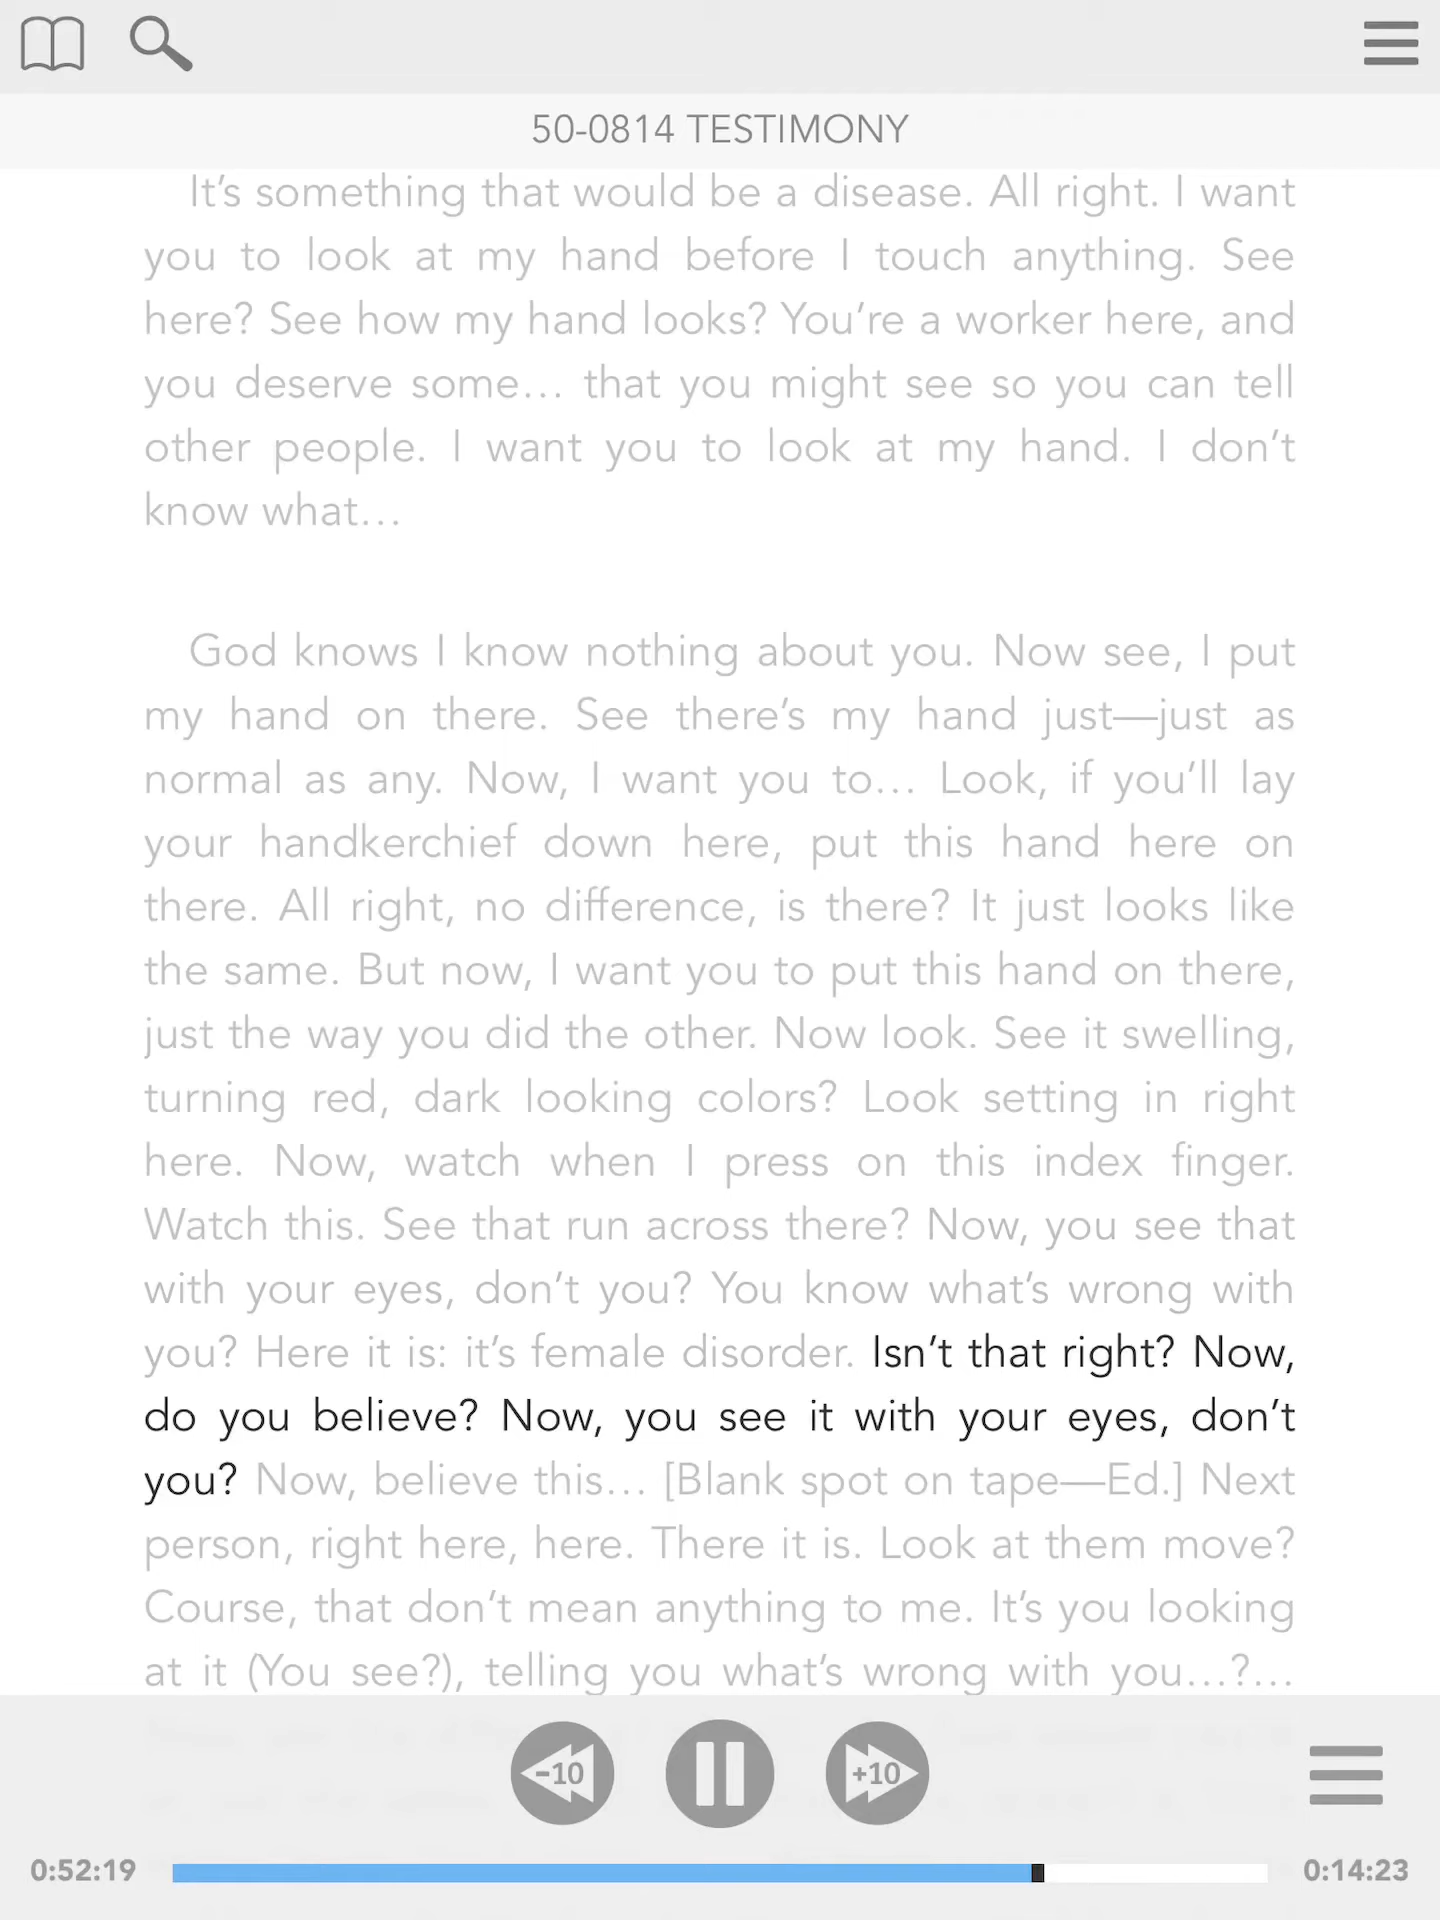 50-0814 TESTIMONY
It’s something that would be a disease. All right. I want
you to look at my hand before I touch anything. See
here? See how my hand looks? You’re a worker here, and
you deserve some… that you might see so you can tell
other people. I want you to look at my hand. I don’t
know what…
God knows I know nothing about you. Now see, I put
my hand on there. See there’s my hand just—just as
normal as any. Now, I want you to… Look, if you’ll lay
your handkerchief down here, put this hand here on
there. All right, no difference, is there? It just looks like
the same. But now, I want you to put this hand on there,
just the way you did the other. Now look. See it swelling,
turning red, dark looking colors? Look setting in right
here. Now, watch when I press on this index finger.
Watch this. See that run across there? Now, you see that
with your eyes, don’t you? You know what’s wrong with
you? Here it is: it’s female disorder. Isn’t that right? Now,
do you believe? Now, you see it with your eyes, don’t
you? Now, believe this… [Blank spot on tape—Ed.] Next
person, right here, here. There it is. Look at them move?
Course, that don’t mean anything to me. It’s you looking
at it (You see?), telling you what’s wrong with you…?…
-10 +10
0:52:19 0:14:23